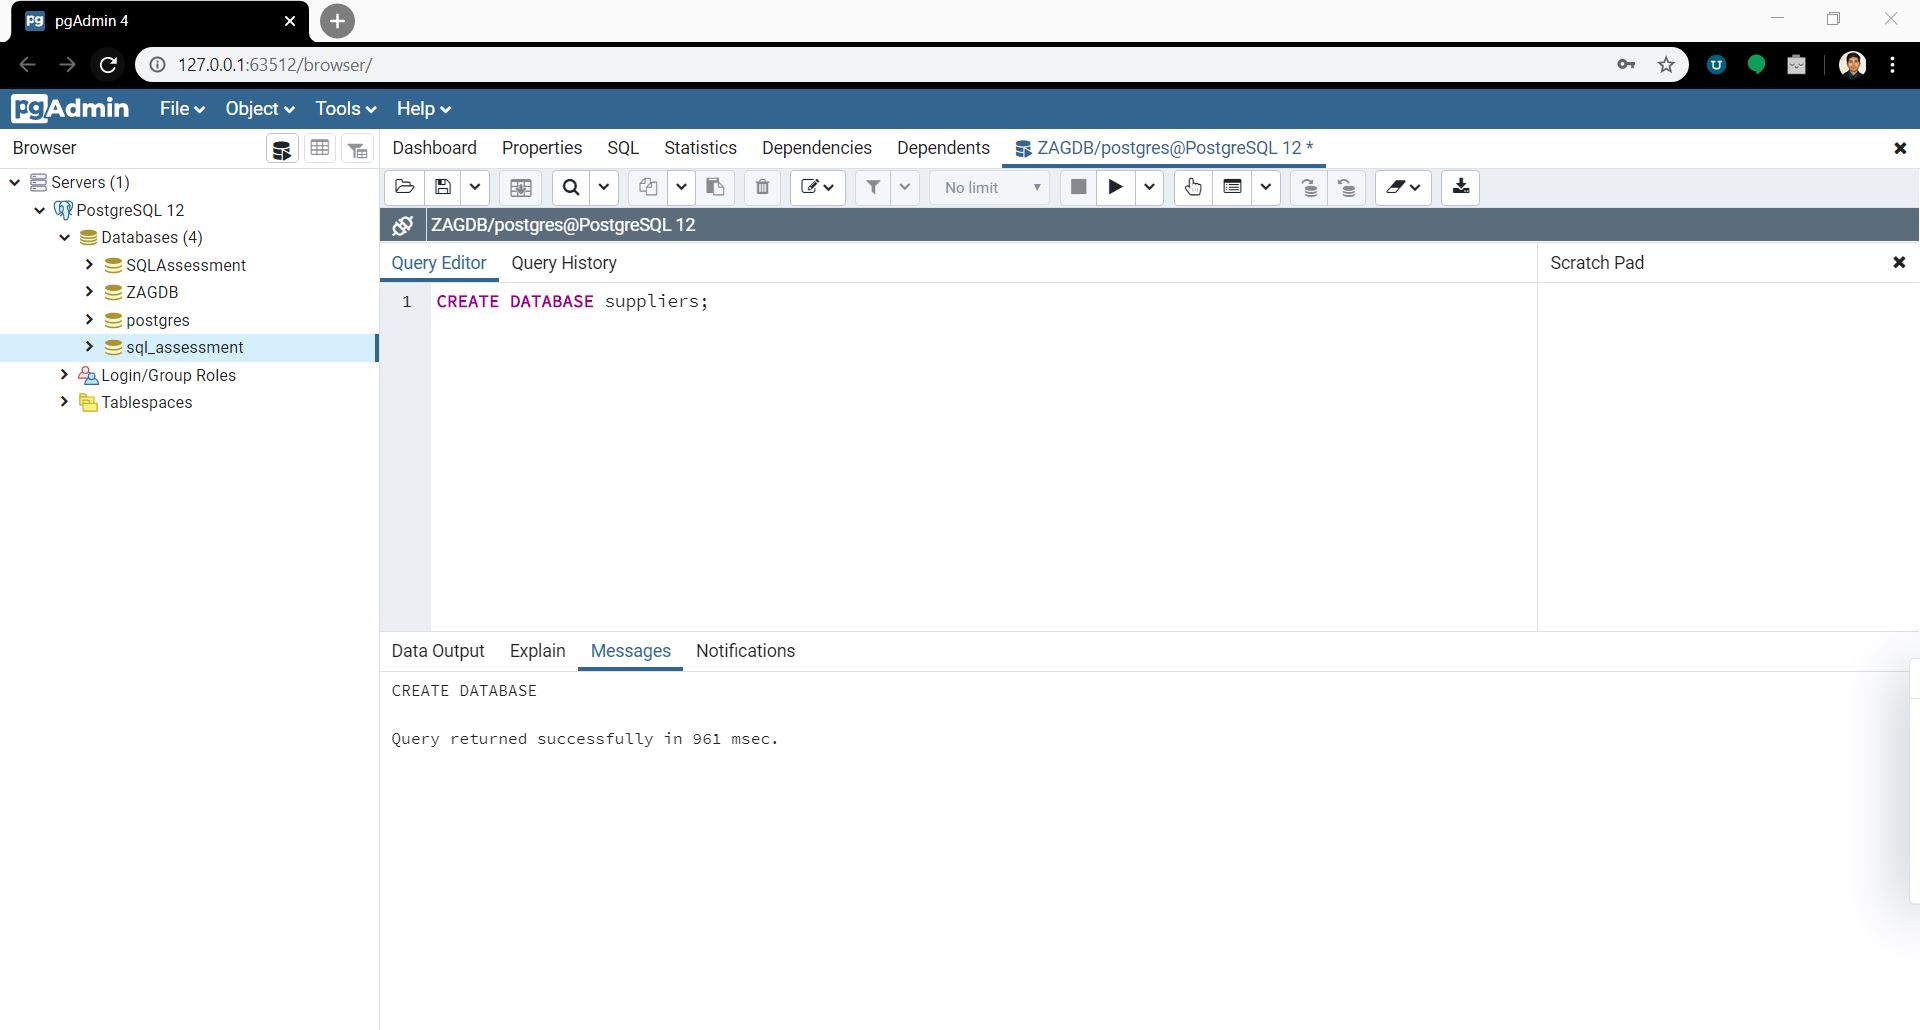 pgAdmin 4
127.0.0.1:63512/browser/
pgAdmin File Object Tools Help
Browser
Dashboard Properties SQL Statistics Dependencies Dependents ZAGDB/postgres@PostgreSQL 12 *
Servers (1)
PostgreSQL 12
Databases (4)
SQLAssessment
ZAGDB
postgres
sql_assessment
Login/Group Roles
Tablespaces
No limit
ZAGDB/postgres@PostgreSQL 12
Query Editor Query History
Scratch Pad
1 CREATE DATABASE suppliers;
Data Output Explain Messages Notifications
CREATE DATABASE
Query returned successfully in 961 msec.